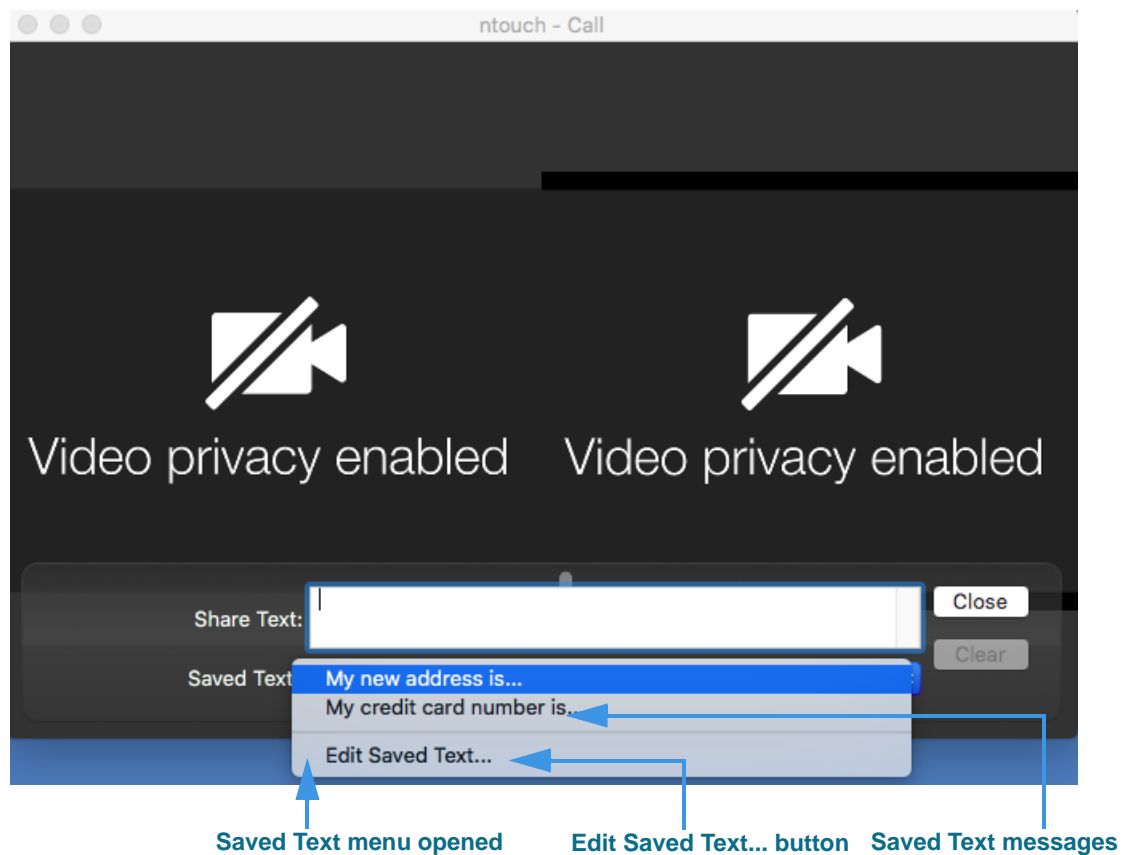 ntouch - Call
Video privacy enabled
Video privacy enabled
Share Text:
Close
Clear
Saved Text
My new address is...
My credit card number is...
Edit Saved Text...
Saved Text menu opened
Edit Saved Text... button
Saved Text messages